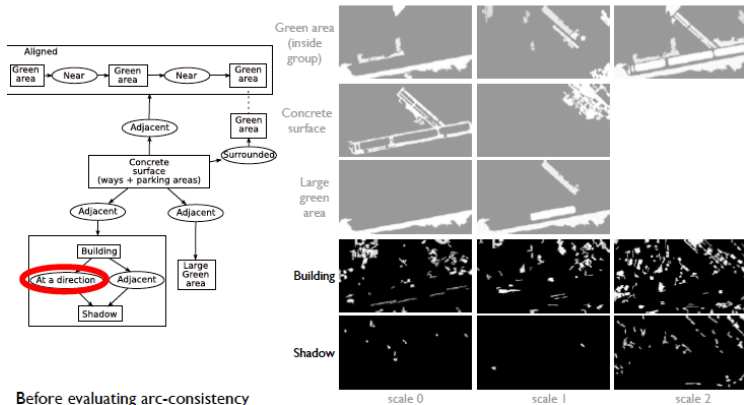 Aligned
Green
area
Near
Green
area
Near
Green
area
Adjacent
Green
area
Surrounded
Concrete
surface
(ways + parking areas)
Adjacent
Adjacent
Building
At a direction
Adjacent
Shadow
Large
Green
area
Before evaluating arc-consistency
Green area
(inside
group)
Concrete
surface
Large
green
area
Building
Shadow
scale 0
scale 1
scale 2